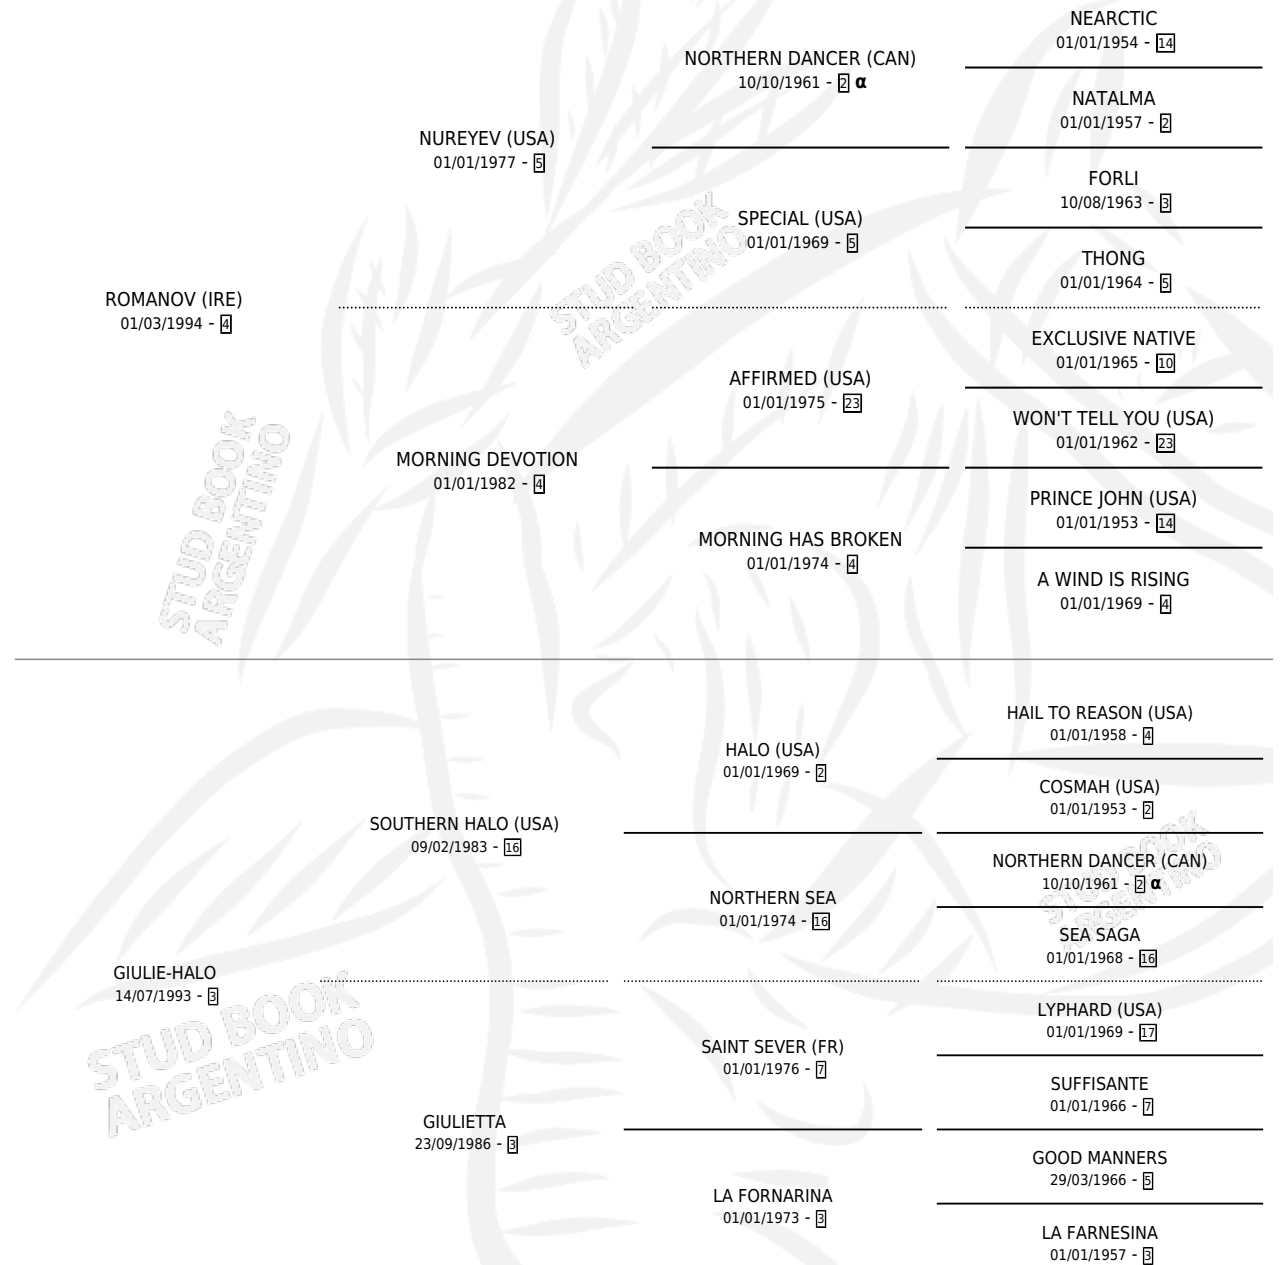 NEARCTIC
01/01/1954 - 14
NORTHERN DANCER (CAN)
10/10/1961 - 2 α
NATALMA
01/01/1957 - 2
NUREYEV (USA)
01/01/1977 - 5
FORLI
10/08/1963 - 3
SPECIAL (USA)
01/01/1969 - 5
THONG
01/01/1964 - 5
STUD BOOK
ARGENTINO
ROMANOV (IRE)
01/03/1994 - 4
EXCLUSIVE NATIVE
01/01/1965 - 10
AFFIRMED (USA)
01/01/1975 - 23
WON'T TELL YOU (USA)
01/01/1962 - 23
MORNING DEVOTION
01/01/1982 - 4
PRINCE JOHN (USA)
01/01/1953 - 14
MORNING HAS BROKEN
01/01/1974 - 4
A WIND IS RISING
01/01/1969 - 4
STUD BOOK
ARGENTINO
HAIL TO REASON (USA)
01/01/1958 - 4
HALO (USA)
01/01/1969 - 2
COSMAH (USA)
01/01/1953 - 2
SOUTHERN HALO (USA)
09/02/1983 - 16
NORTHERN DANCER (CAN)
10/10/1961 - 2 α
STUD BOOK
ARGENTINO
NORTHERN SEA
01/01/1974 - 16
SEA SAGA
01/01/1968 - 16
GIULIE-HALO
14/07/1993 - 3
LYPHARD (USA)
01/01/1969 - 17
SAINT SEVER (FR)
01/01/1976 - 7
SUFFISANTE
01/01/1966 - 7
STUD BOOK
ARGENTINO
GIULIETTA
23/09/1986 - 3
GOOD MANNERS
29/03/1966 - 5
LA FORNARINA
01/01/1973 - 3
LA FARNESINA
01/01/1957 - 3